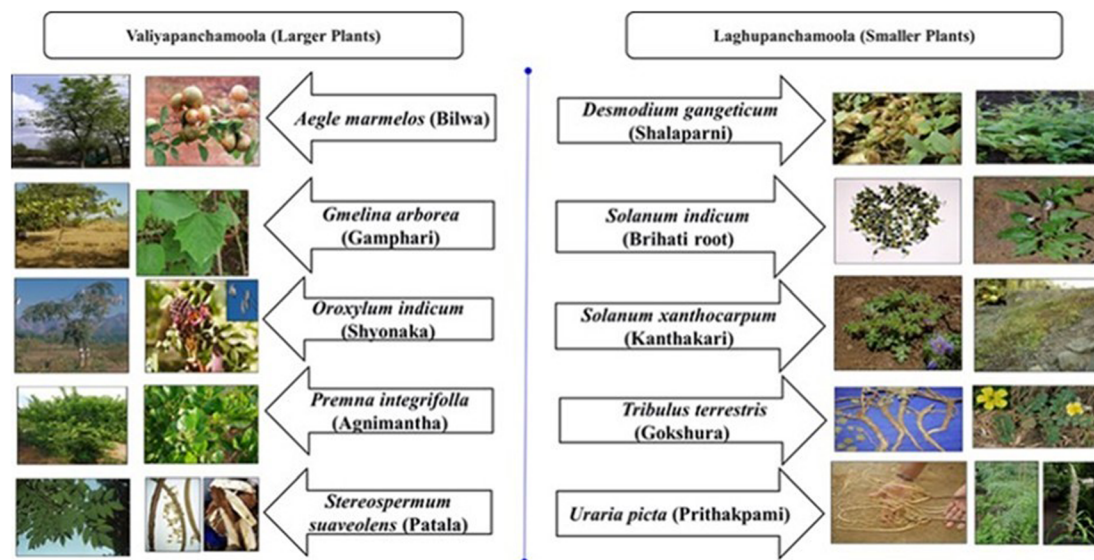 Valiyapanchamoola (Larger Plants)
Aegle marmelos (Bilwa)
Gmelina arborea
(Gamphari)
Oroxylum indicum
(Shyonaka)
Premna integrifolla
(Agnimantha)
Stereospermum
suaveolens (Patala)
Laghupanchamoola (Smaller Plants)
Desmodium gangeticum
(Shalaparni)
Solanum indicum
(Brihati root)
Solanum xanthocarpum
(Kanthakari)
Tribulus terrestris
(Gokshura)
Uraria picta (Prithakpami)